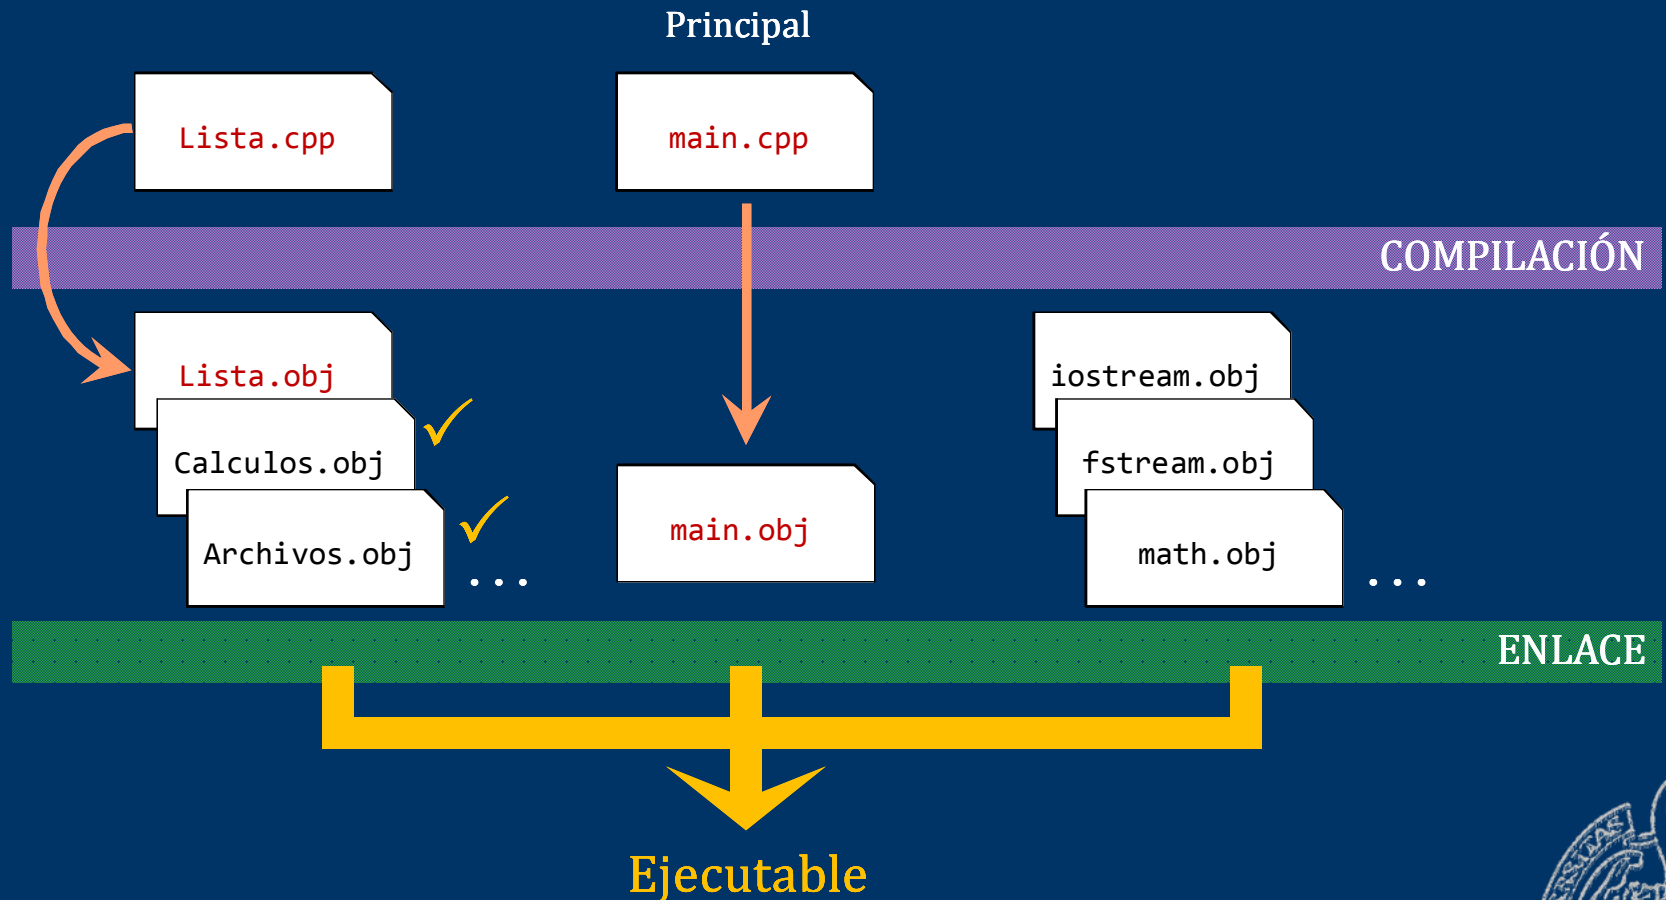 Principal
Lista.cpp
main.cpp
COMPILACIÓN
Lista.obj
Calculos.obj
Archivos.obj
...
main.obj
iostream.obj
fstream.obj
math.obj
...
ENLACE
Ejecutable